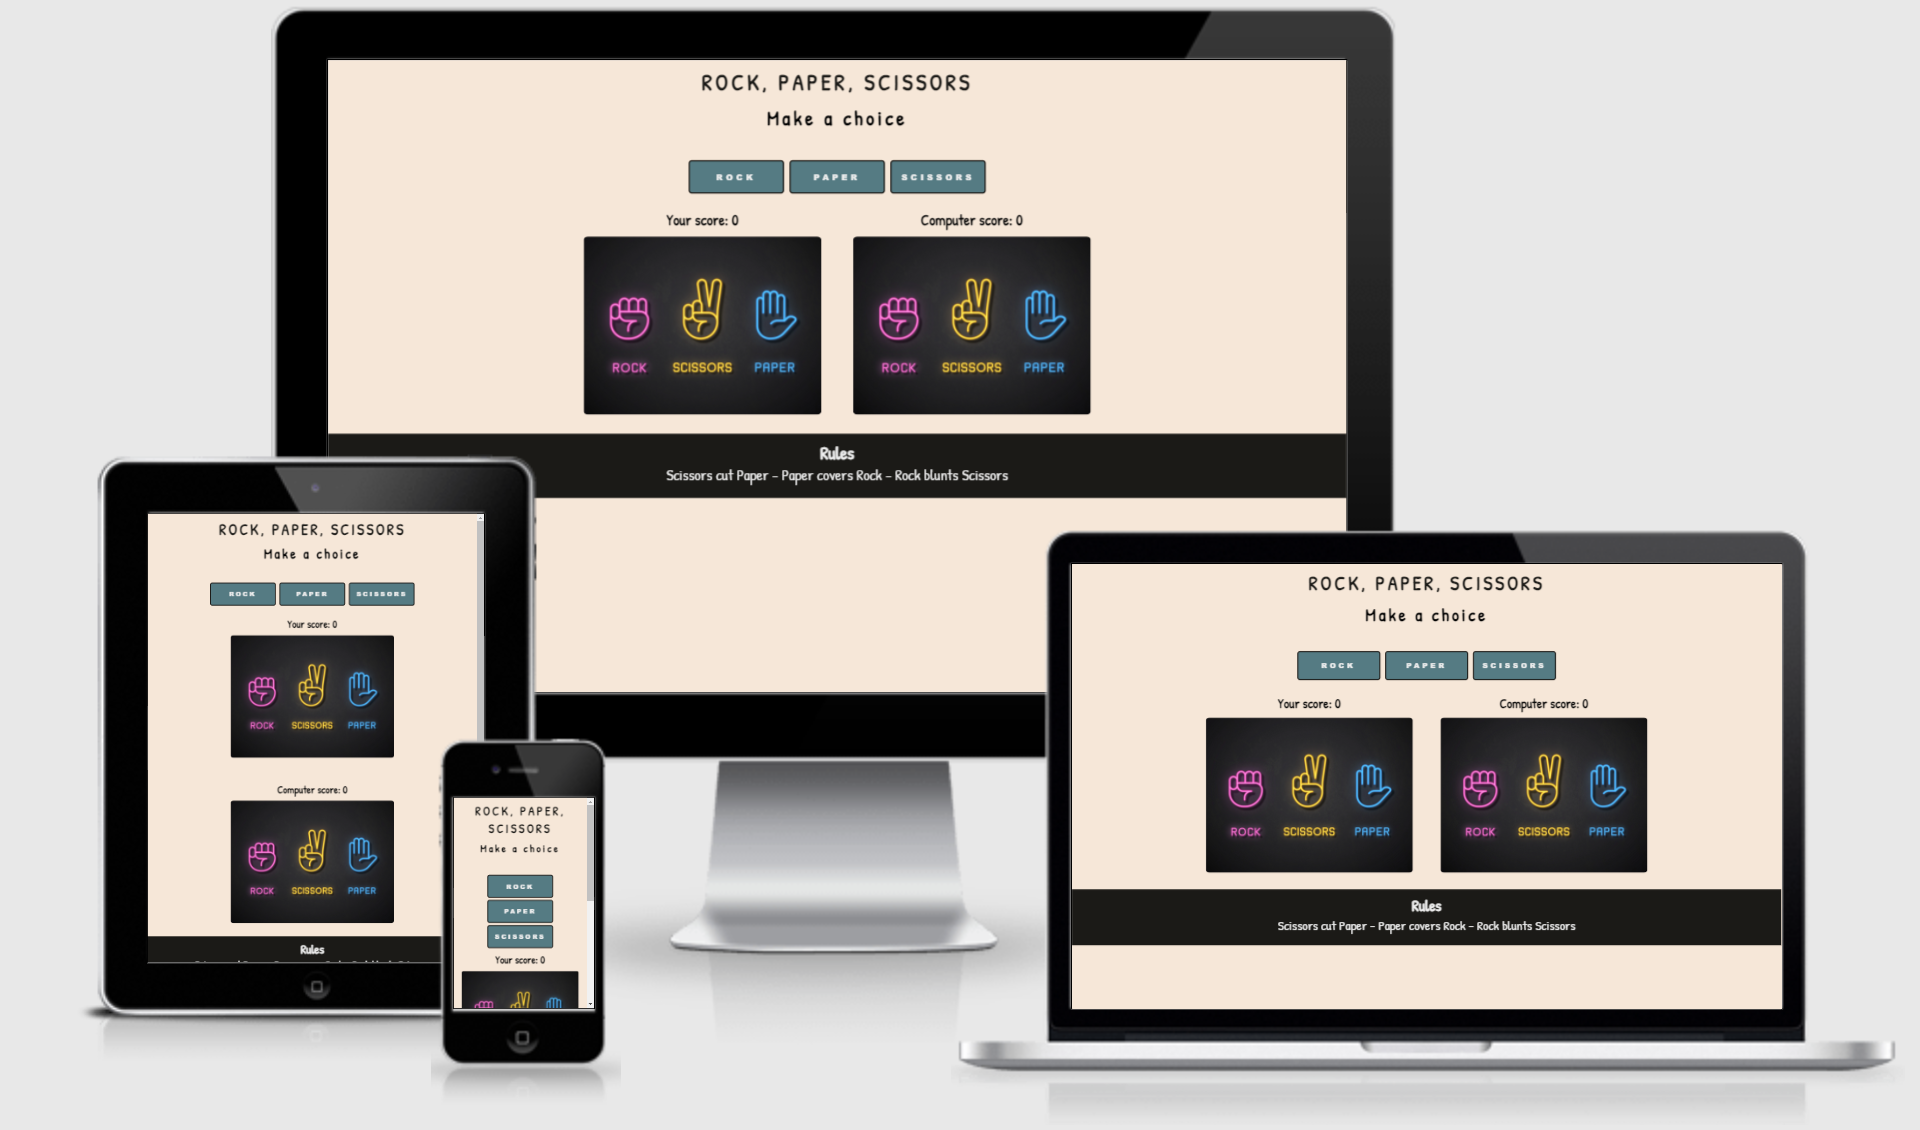 ROCK, PAPER, SCISSORS
Make a choice
ROCK PAPER SCISSORS
Your score: 0 Computer score: 0
ROCK SCISSORS PAPER ROCK SCISSORS PAPER
Rules
Scissors cut Paper - Paper covers Rock - Rock blunts Scissors
ROCK, PAPER, SCISSORS
Make a choice
ROCK PAPER SCISSORS
Your score: 0
ROCK SCISSORS PAPER
Computer score: 0
ROCK SCISSORS PAPER
Rules
ROCK, PAPER,
SCISSORS
Make a choice
ROCK
PAPER
SCISSORS
Your score: 0
ROCK, PAPER, SCISSORS
Make a choice
ROCK PAPER SCISSORS
Your score: 0 Computer score: 0
ROCK SCISSORS PAPER ROCK SCISSORS PAPER
Rules
Scissors cut Paper - Paper covers Rock - Rock blunts Scissors